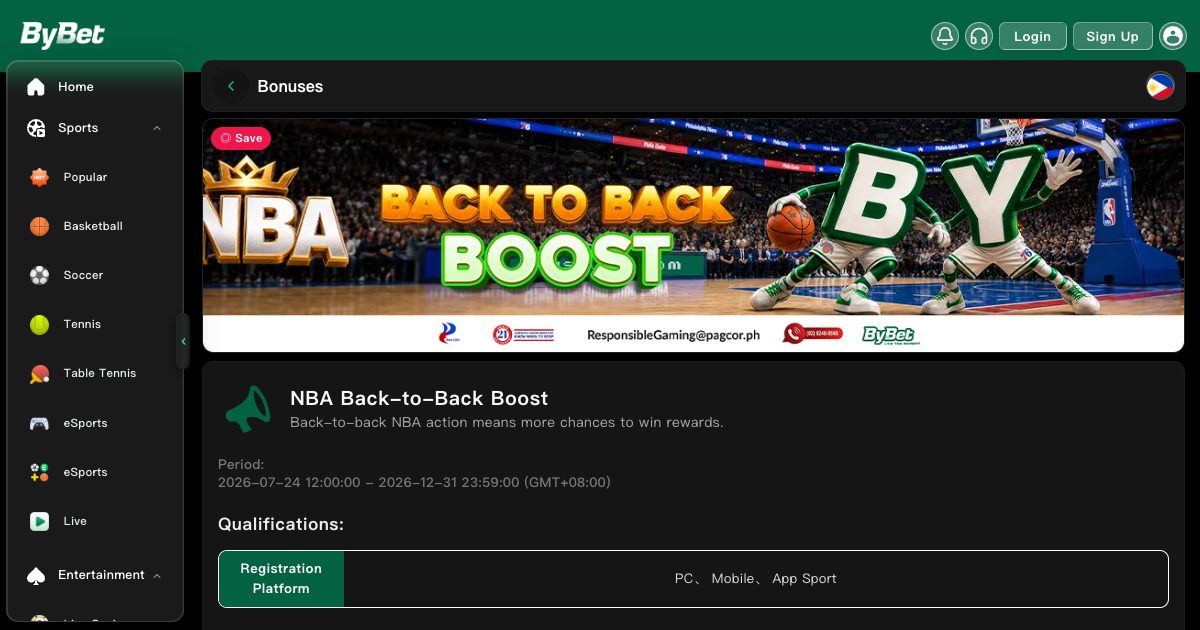 ByBet
Login
Sign Up
Home
Sports
Popular
Basketball
Soccer
Tennis
Table Tennis
eSports
eSports
Live
Entertainment
Bonuses
Save
NBA
BACK TO BACK
BOOST
BY
21
ResponsibleGaming@pagcor.ph
ByBet
NBA Back-to-Back Boost
Back-to-back NBA action means more chances to win rewards.
Period:
2026-07-24 12:00:00 - 2026-12-31 23:59:00 (GMT+08:00)
Qualifications:
Registration
Platform
PC、 Mobile、 App Sport